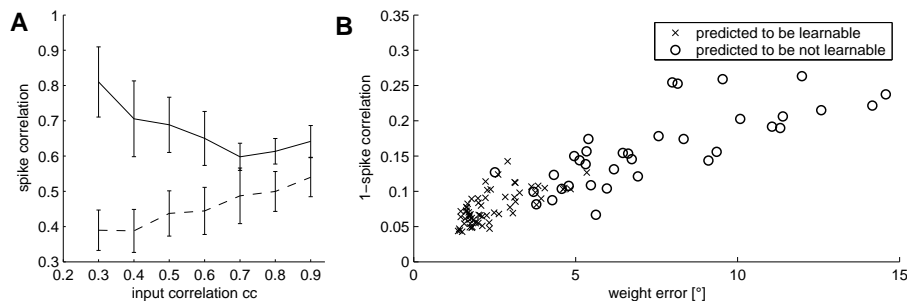 A
1
0.9
0.8
0.7
0.6
0.5
0.4
0.3
0.2 0.3 0.4 0.5 0.6 0.7 0.8 0.9
spike correlation
input correlation cc
B
0.35
0.3
0.25
0.20
0.15
0.10
0.05
0
0 5 10 15
1−spike correlation
weight error [°]
predicted to be learnable
predicted to be not learnable